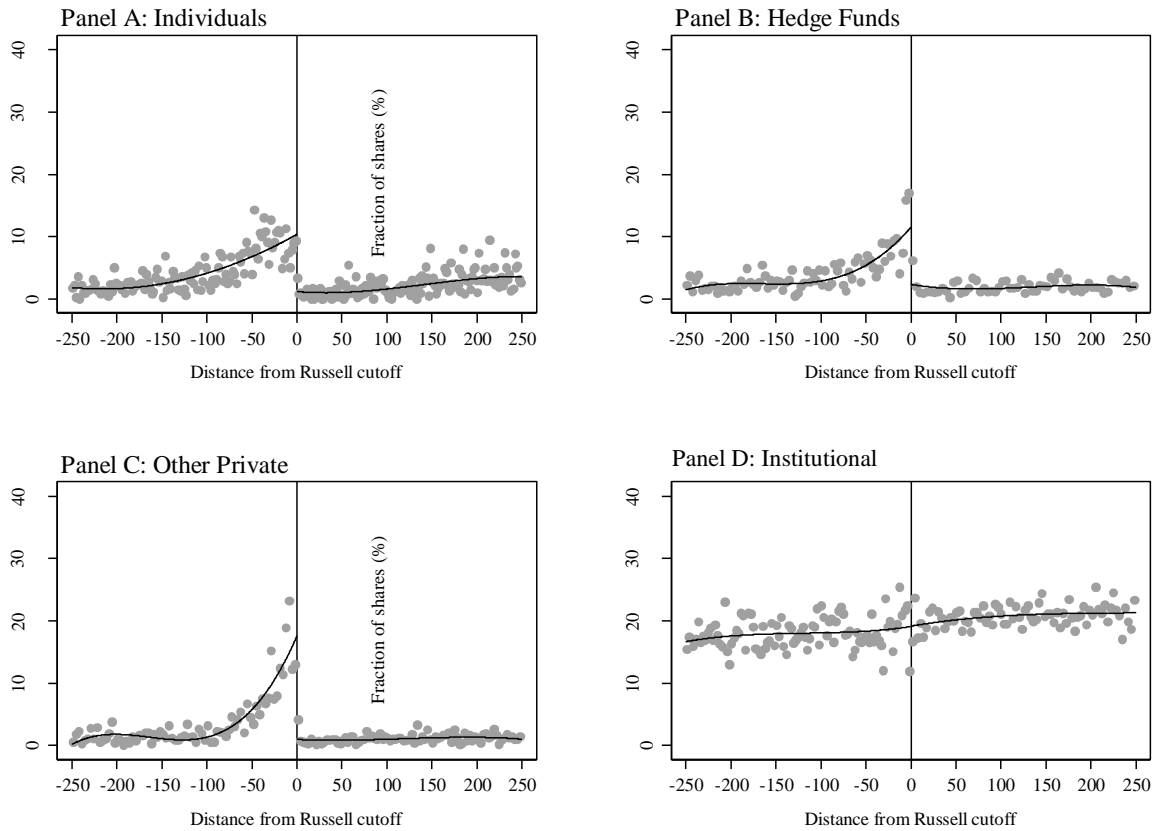 Panel A: Individuals
40
30
20
10
0
Fraction of shares (%)
-250 -200 -150 -100 -50 0 50 100 150 200 250
Distance from Russell cutoff
Panel B: Hedge Funds
40
30
20
10
0
-250 -200 -150 -100 -50 0 50 100 150 200 250
Distance from Russell cutoff
Panel C: Other Private
40
30
20
10
0
Fraction of shares (%)
-250 -200 -150 -100 -50 0 50 100 150 200 250
Distance from Russell cutoff
Panel D: Institutional
40
30
20
10
0
-250 -200 -150 -100 -50 0 50 100 150 200 250
Distance from Russell cutoff